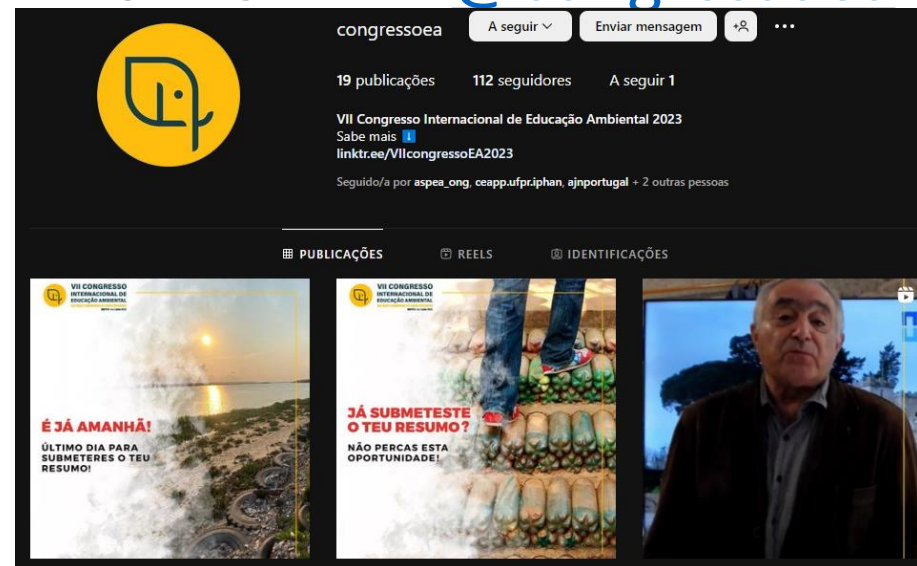 congressoea A seguir Enviar mensagem
19 publicações 112 seguidores A seguir 1
VII Congresso Internacional de Educação Ambiental 2023
Sabe mais
linktr.ee/VIIcongressoEA2023
Seguido/a por aspea_ong, ceapp.ufpr.iphan, ajnportugal + 2 outras pessoas
PUBLICAÇÕES REELS IDENTIFICAÇÕES
VII CONGRESSO
INTERNACIONAL DE
EDUCAÇÃO AMBIENTAL
É JÁ AMANHÃ!
ÚLTIMO DIA PARA
SUBMETERES O TEU
RESUMO!
VII CONGRESSO
INTERNACIONAL DE
EDUCAÇÃO AMBIENTAL
JÁ SUBMETESTE
O TEU RESUMO?
NÃO PERCAS ESTA
OPORTUNIDADE!